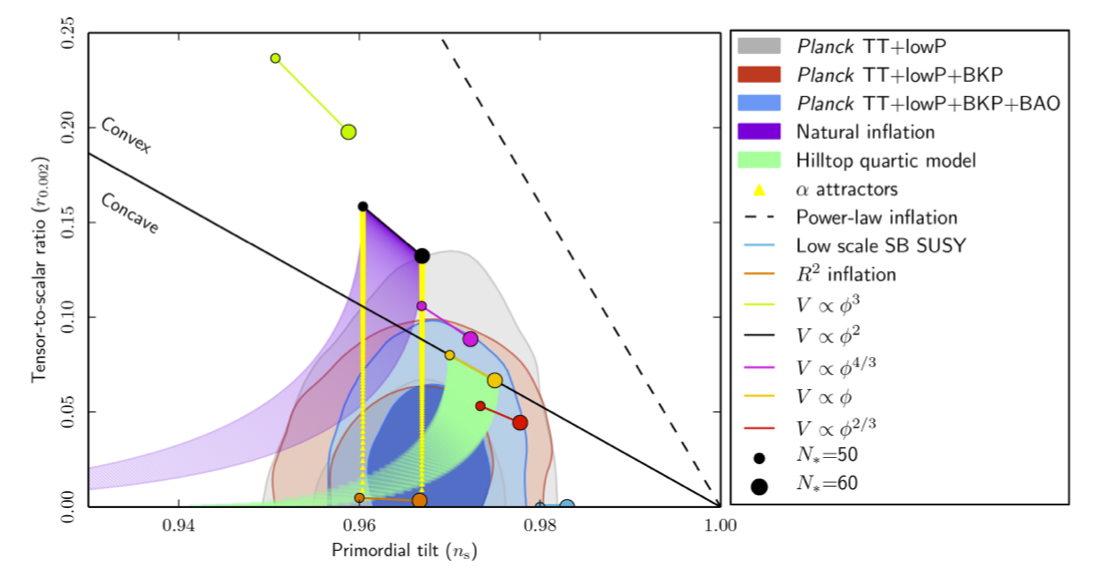 Tensor-to-scalar ratio (r₀.₀₀₂)
0.25
0.20
0.15
0.10
0.05
0.00
Convex
Concave
0.94 0.96 0.98 1.00
Primordial tilt (nₛ)
Planck TT+lowP
Planck TT+lowP+BKP
Planck TT+lowP+BKP+BAO
Natural inflation
Hilltop quartic model
α attractors
Power-law inflation
Low scale SB SUSY
R² inflation
V ∝ ϕ³
V ∝ ϕ²
V ∝ ϕ⁴/³
V ∝ ϕ
V ∝ ϕ²/³
N∗=50
N∗=60